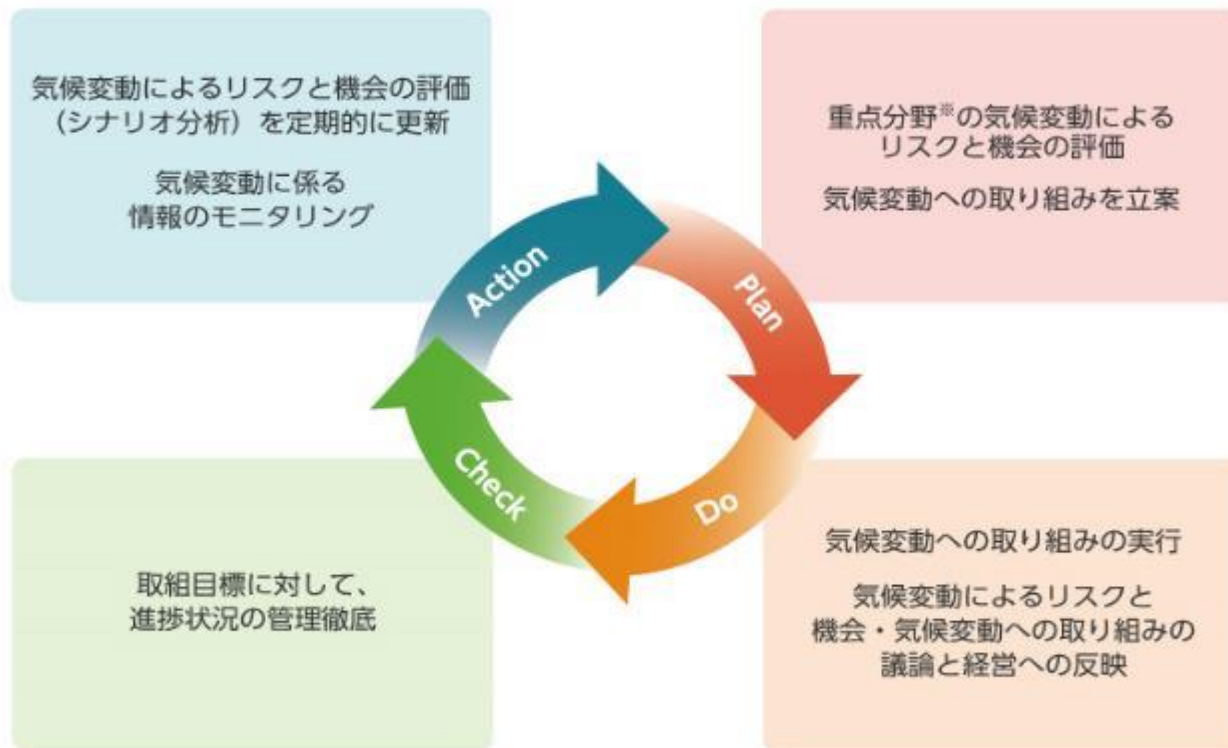 気候変動によるリスクと機会の評価
（シナリオ分析）を定期的に更新
気候変動に係る
情報のモニタリング
重点分野※の気候変動による
リスクと機会の評価
気候変動への取り組みを立案
Action
Plan
Check
Do
取組目標に対して、
進捗状況の管理徹底
気候変動への取り組みの実行
気候変動によるリスクと
機会・気候変動への取り組みの
議論と経営への反映